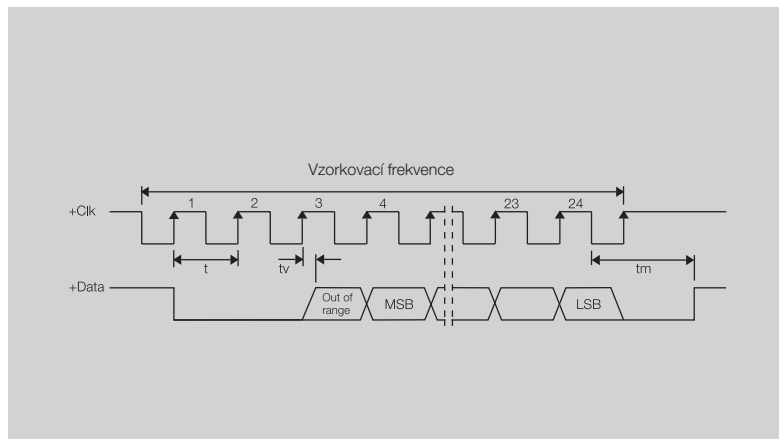 Vzorkovací frekvence
+Clk
1 2 3 4 23 24
t
tv
tm
+Data
Out of
range
MSB
LSB